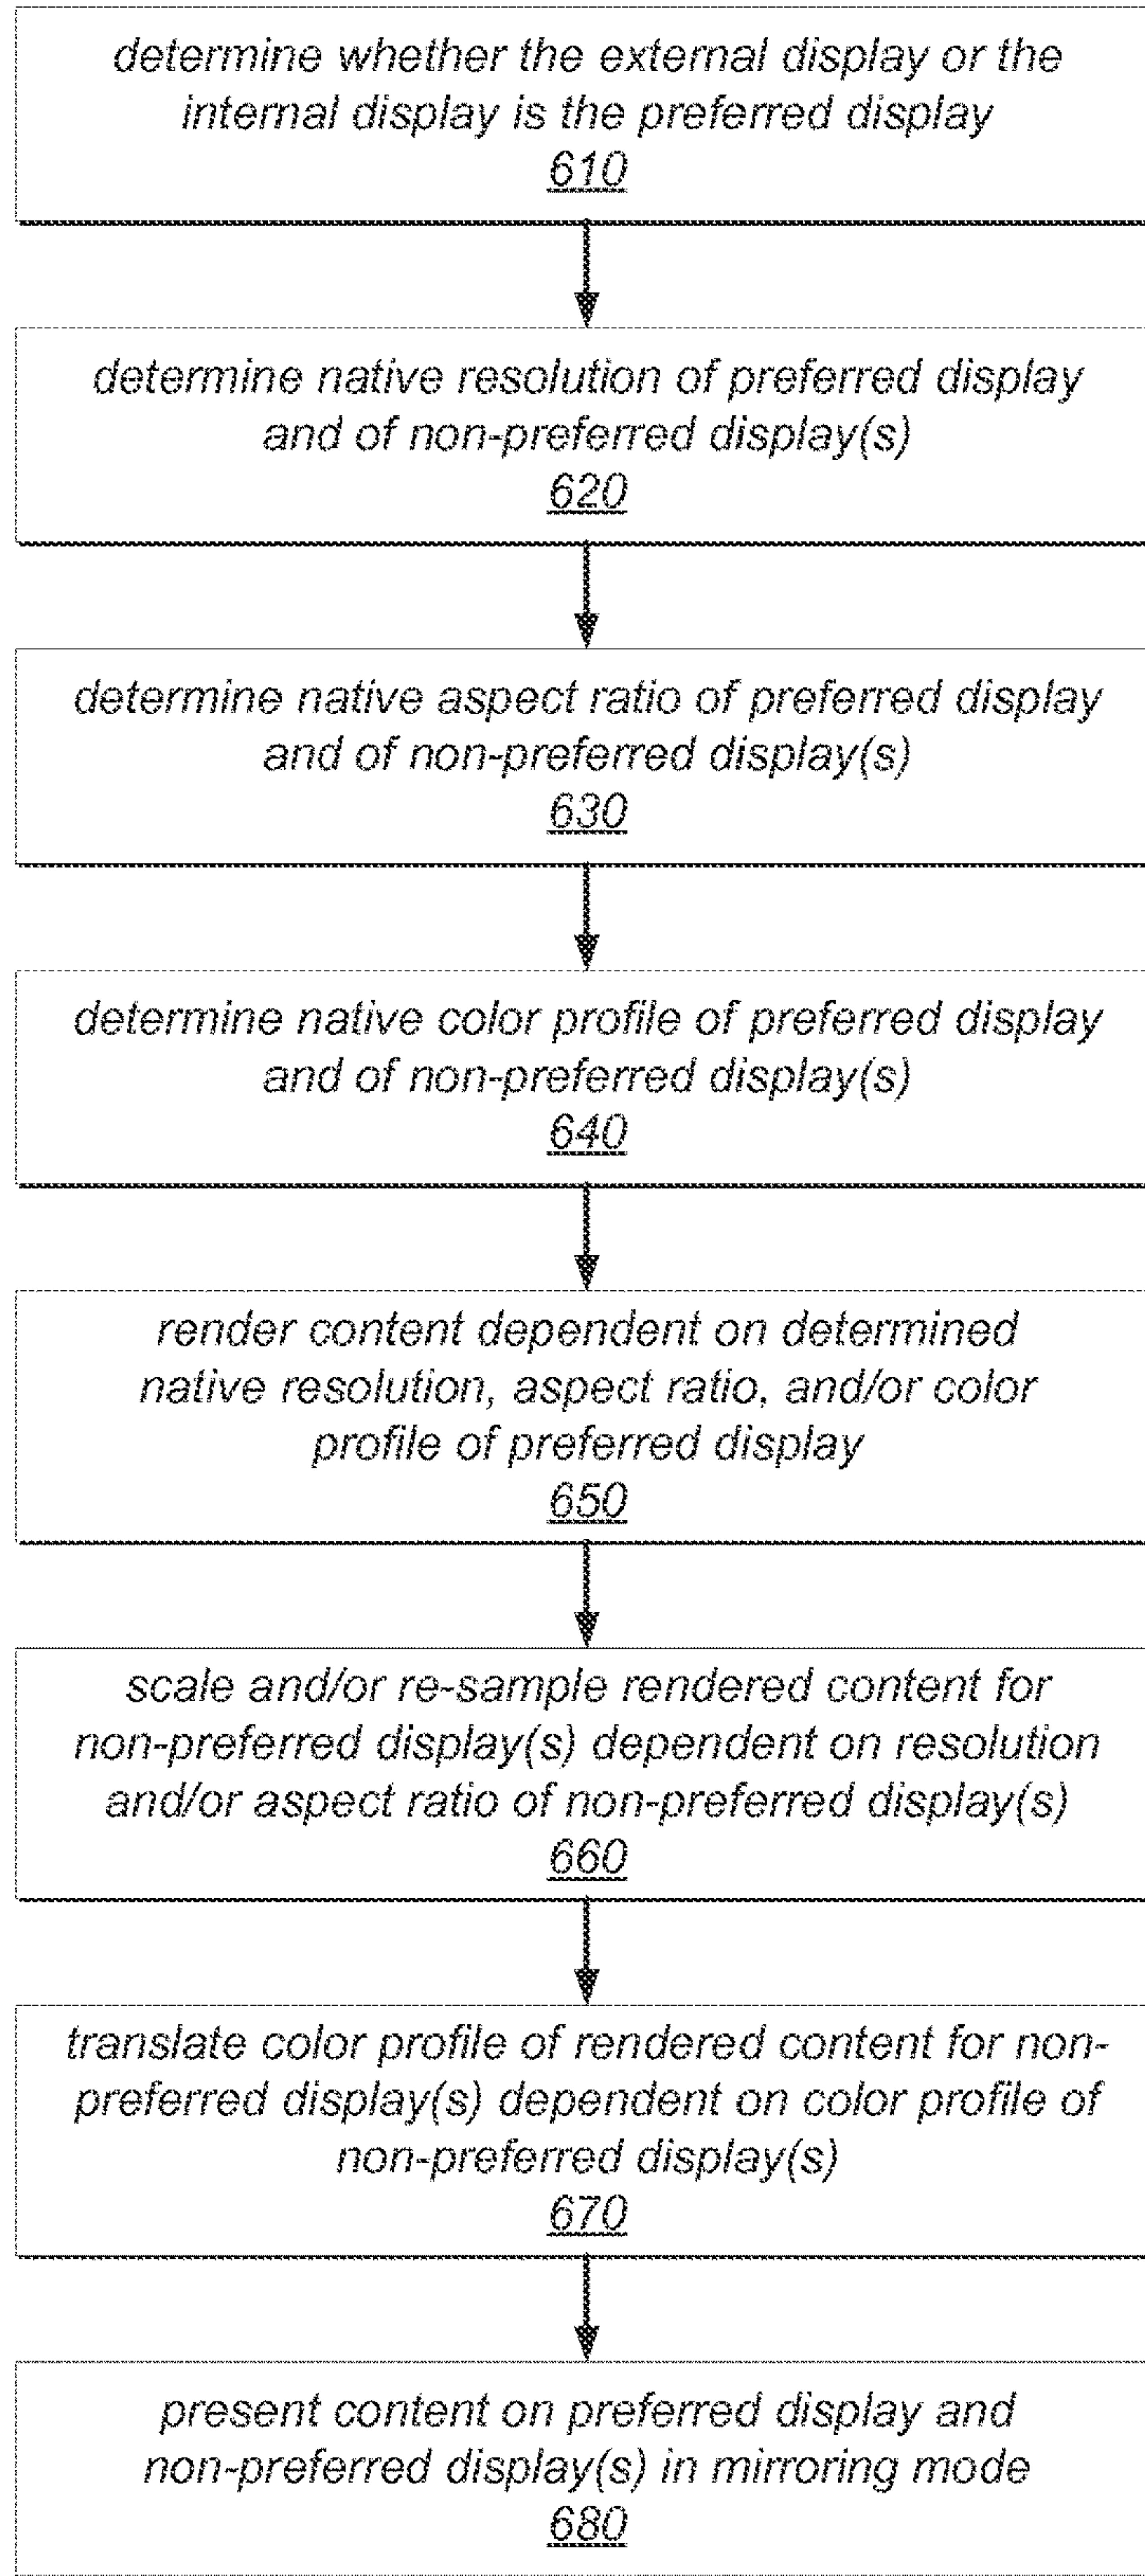 determine whether the external display or the
internal display is the preferred display
610
determine native resolution of preferred display
and of non-preferred display(s)
620
determine native aspect ratio of preferred display
and of non-preferred display(s)
630
determine native color profile of preferred display
and of non-preferred display(s)
640
render content dependent on determined
native resolution, aspect ratio, and/or color
profile of preferred display
650
scale and/or re-sample rendered content for
non-preferred display(s) dependent on resolution
and/or aspect ratio of non-preferred display(s)
660
translate color profile of rendered content for non-
preferred display(s) dependent on color profile of
non-preferred display(s)
670
present content on preferred display and
non-preferred display(s) in mirroring mode
680